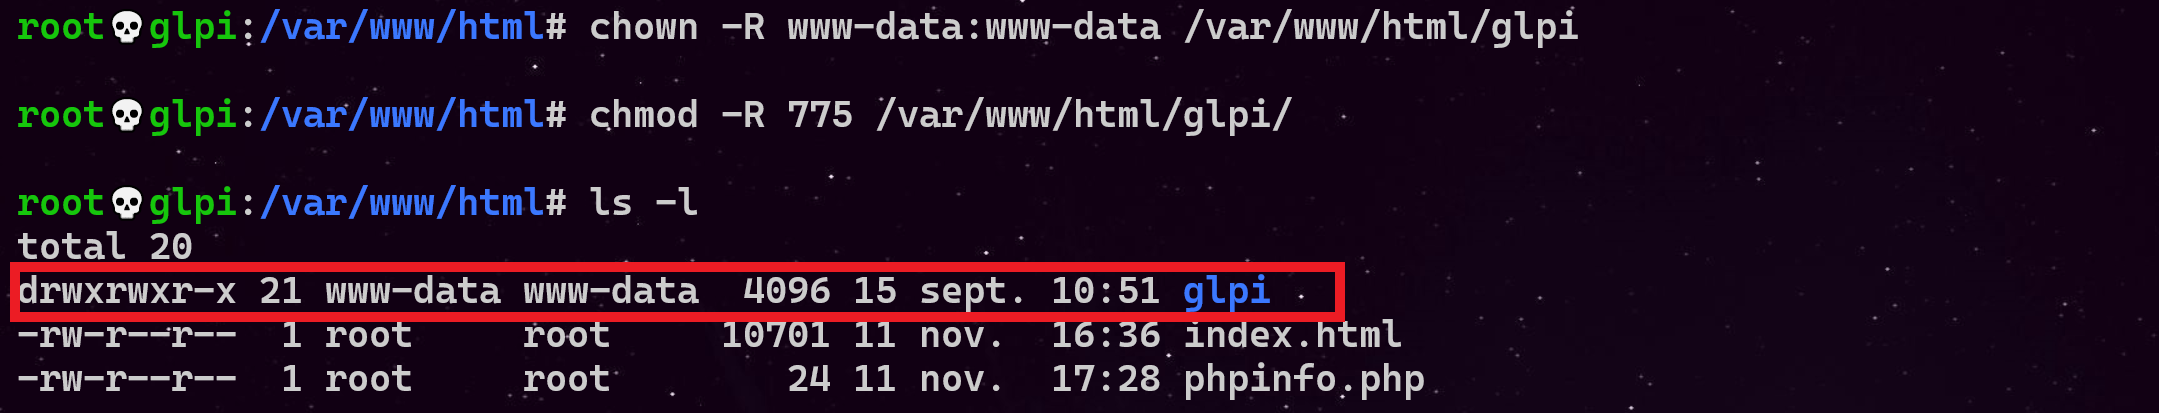 root💀glpi:/var/www/html# chown -R www-data:www-data /var/www/html/glpi
root💀glpi:/var/www/html# chmod -R 775 /var/www/html/glpi/
root💀glpi:/var/www/html# ls -l
total 20
drwxrwxr-x 21 www-data www-data  4096 15 sept. 10:51 glpi
-rw-r--r--  1 root     root     10701 11 nov.  16:36 index.html
-rw-r--r--  1 root     root        24 11 nov.  17:28 phpinfo.php